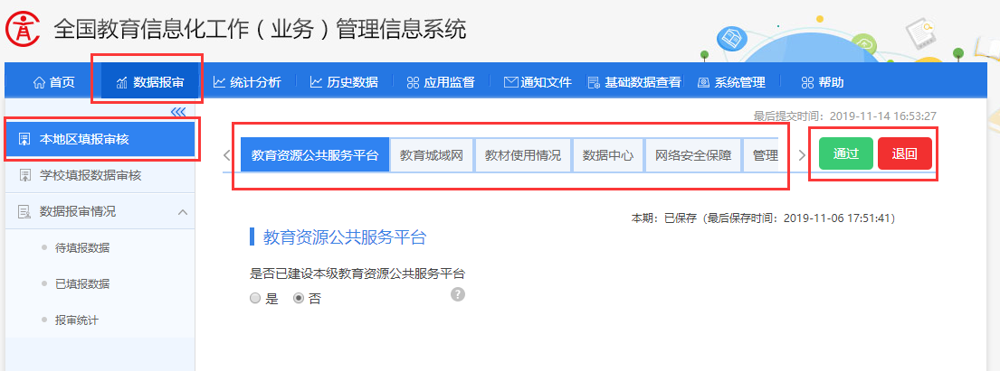 全国教育信息化工作（业务）管理信息系统
首页 数据报审 统计分析 历史数据 应用监督 通知文件 基础数据查看 系统管理 帮助
最后提交时间：2019-11-14 16:53:27
本地区填报审核
教育资源公共服务平台 教育城域网 教材使用情况 数据中心 网络安全保障 管理 通过 退回
学校填报数据审核
数据报审情况
本期：已保存（最后保存时间：2019-11-06 17:51:41）
教育资源公共服务平台
待填报数据
是否已建设本级教育资源公共服务平台
已填报数据
是 否 ?
报审统计